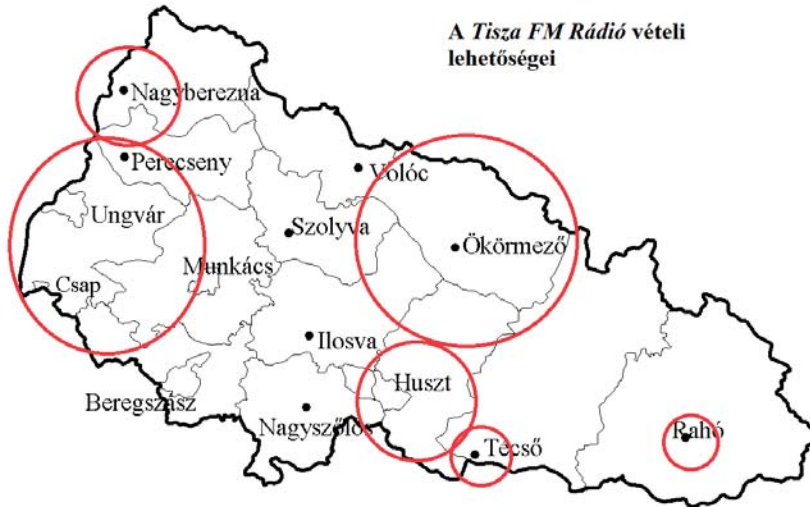 A Tisza FM Rádió vételi
lehetőségei
Nagyberezna
Perecseny
Volóc
Ungvár
Szolyva
Ökörmező
Munkács
Csap
Ilosva
Huszt
Beregszász
Nagyszőlős
Técső
Rahó